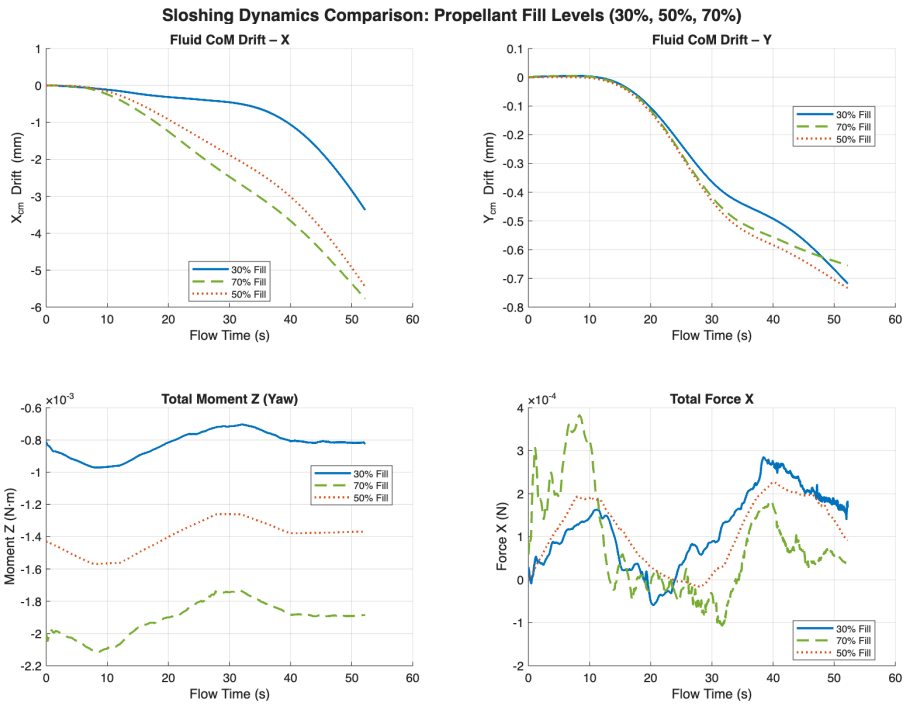 Sloshing Dynamics Comparison: Propellant Fill Levels (30%, 50%, 70%)
Fluid CoM Drift – X
1
0
-1
-2
-3
-4
-5
-6
X_cm Drift (mm)
30% Fill
70% Fill
50% Fill
0 10 20 30 40 50 60
Flow Time (s)
Fluid CoM Drift – Y
0.1
0
-0.1
-0.2
-0.3
-0.4
-0.5
-0.6
-0.7
-0.8
Y_cm Drift (mm)
30% Fill
70% Fill
50% Fill
0 10 20 30 40 50 60
Flow Time (s)
Total Moment Z (Yaw)
×10^-3
-0.6
-0.8
-1
-1.2
-1.4
-1.6
-1.8
-2
-2.2
Moment Z (N·m)
30% Fill
70% Fill
50% Fill
0 10 20 30 40 50 60
Flow Time (s)
Total Force X
×10^-4
4
3
2
1
0
-1
-2
Force X (N)
30% Fill
70% Fill
50% Fill
0 10 20 30 40 50 60
Flow Time (s)